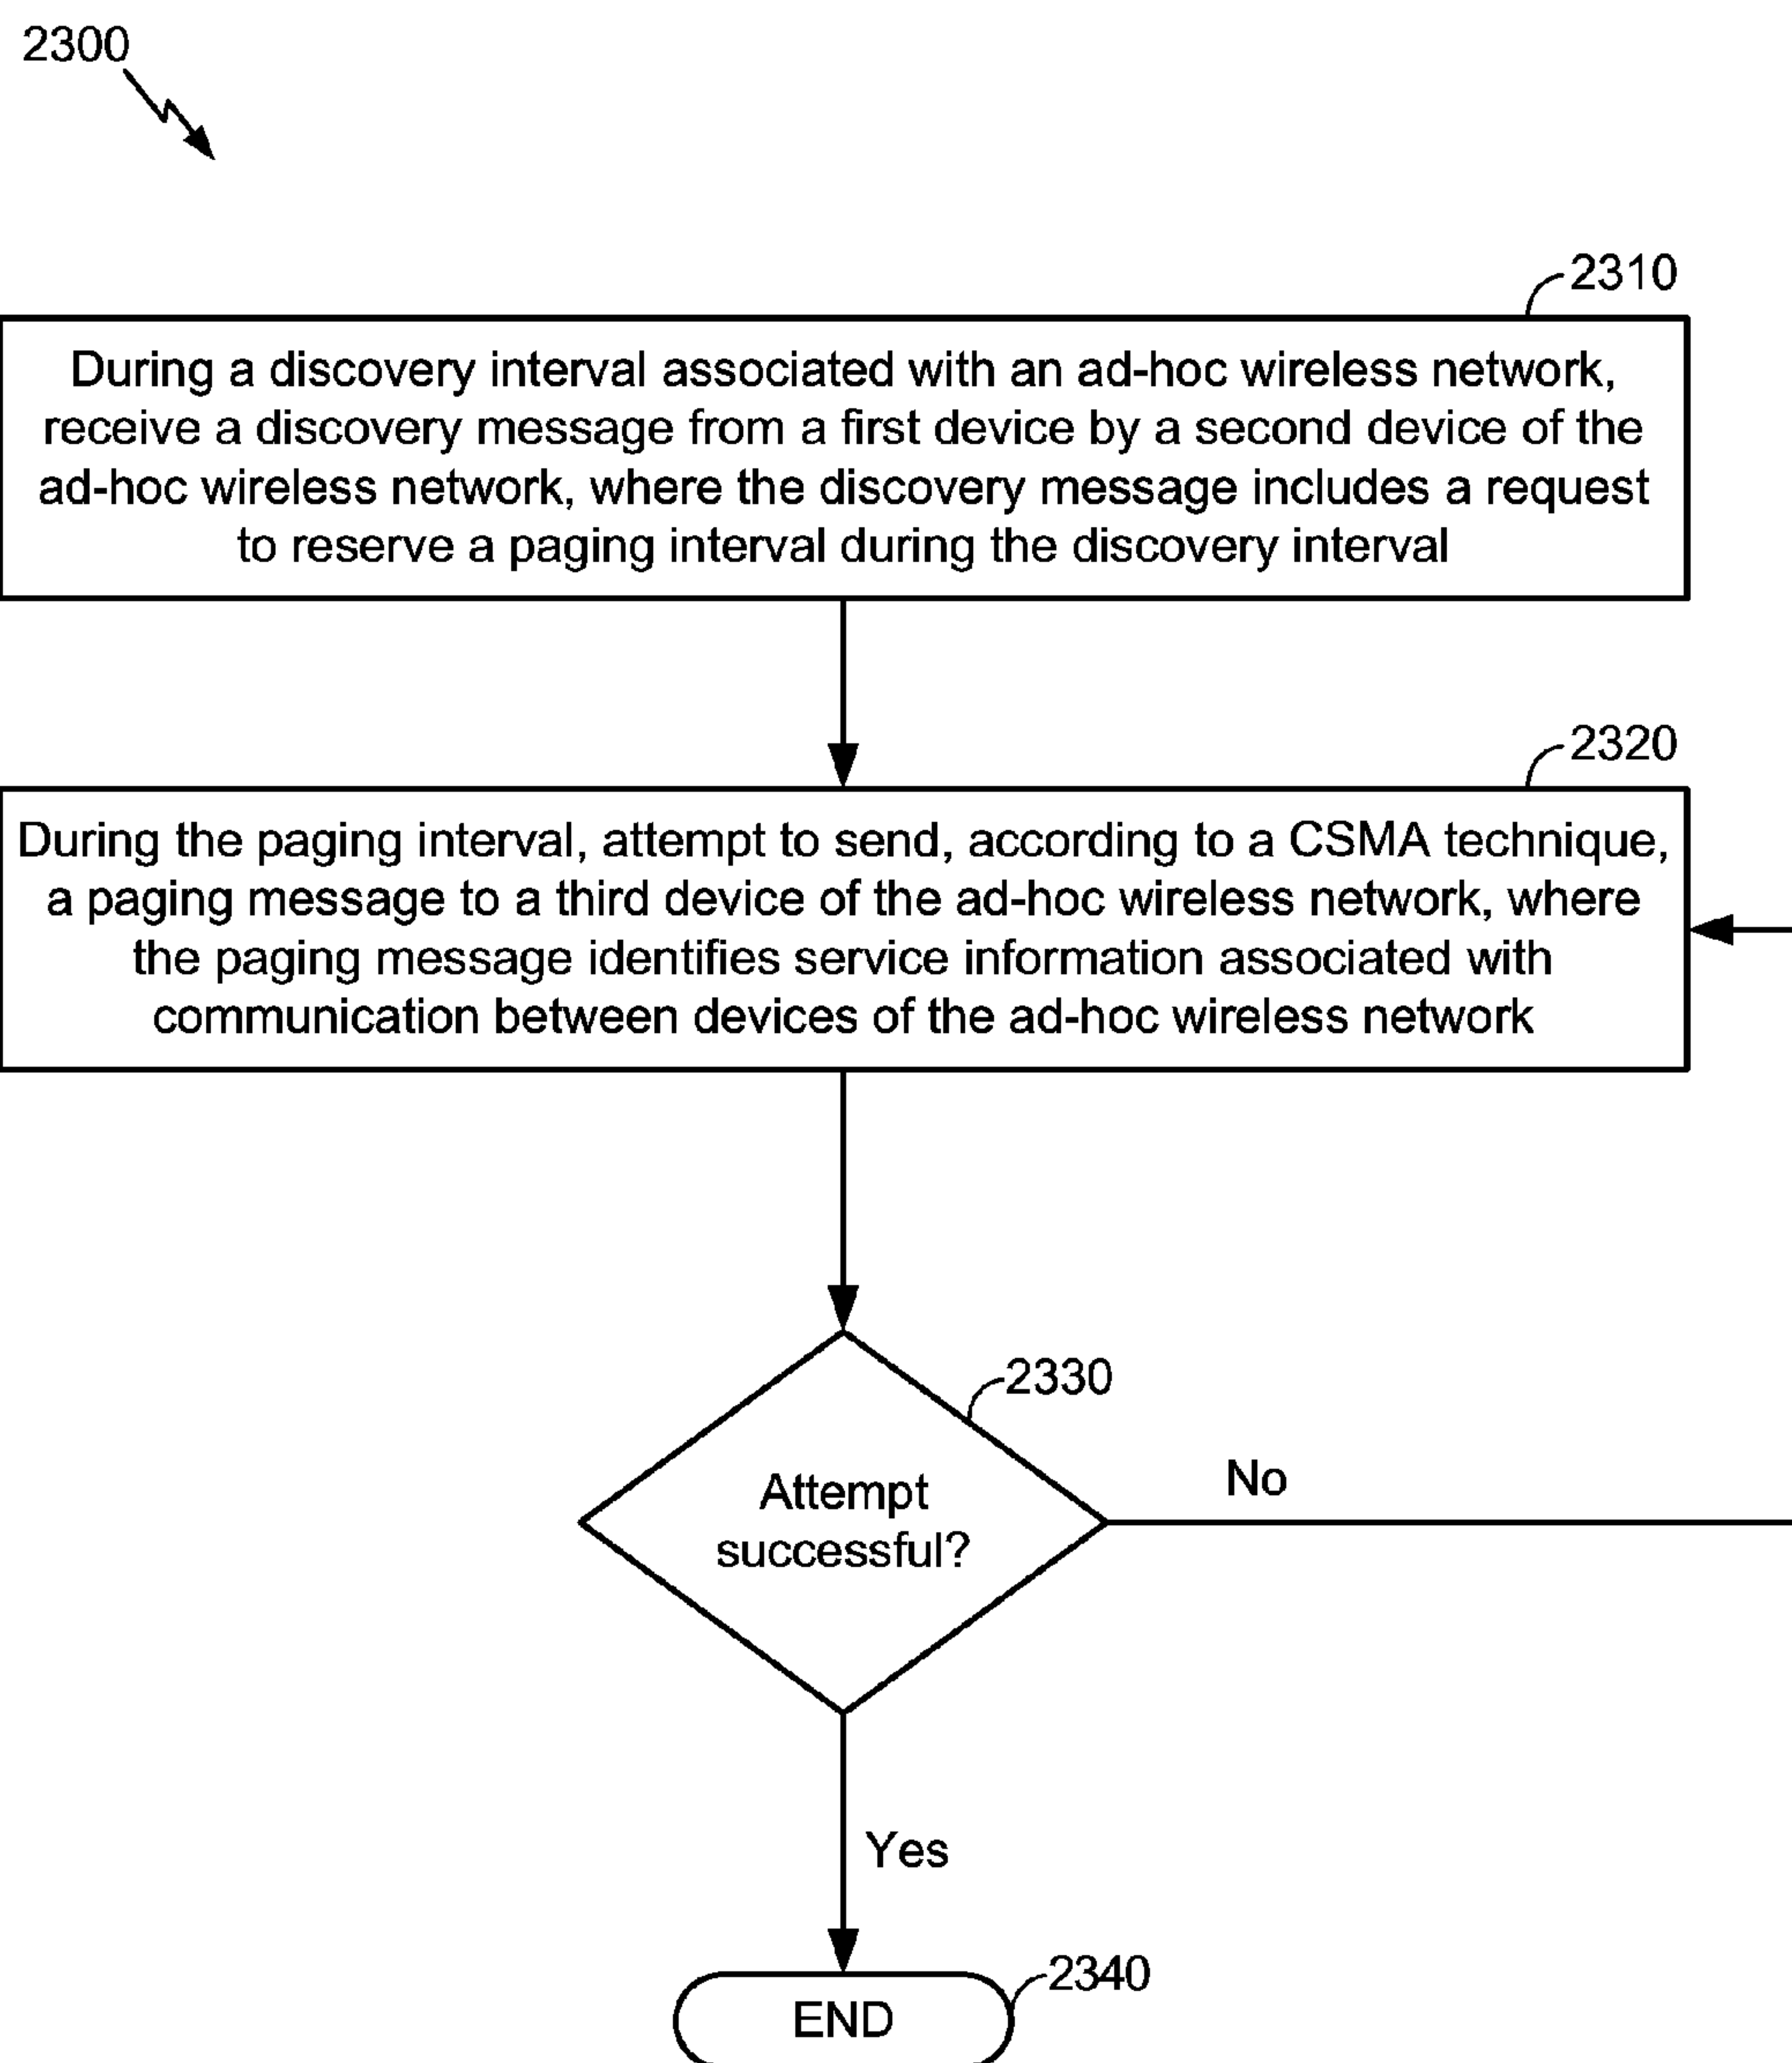 2300
2310
During a discovery interval associated with an ad-hoc wireless network,
receive a discovery message from a first device by a second device of the
ad-hoc wireless network, where the discovery message includes a request
to reserve a paging interval during the discovery interval
2320
During the paging interval, attempt to send, according to a CSMA technique,
a paging message to a third device of the ad-hoc wireless network, where
the paging message identifies service information associated with
communication between devices of the ad-hoc wireless network
2330
Attempt
successful?
No
Yes
2340
END